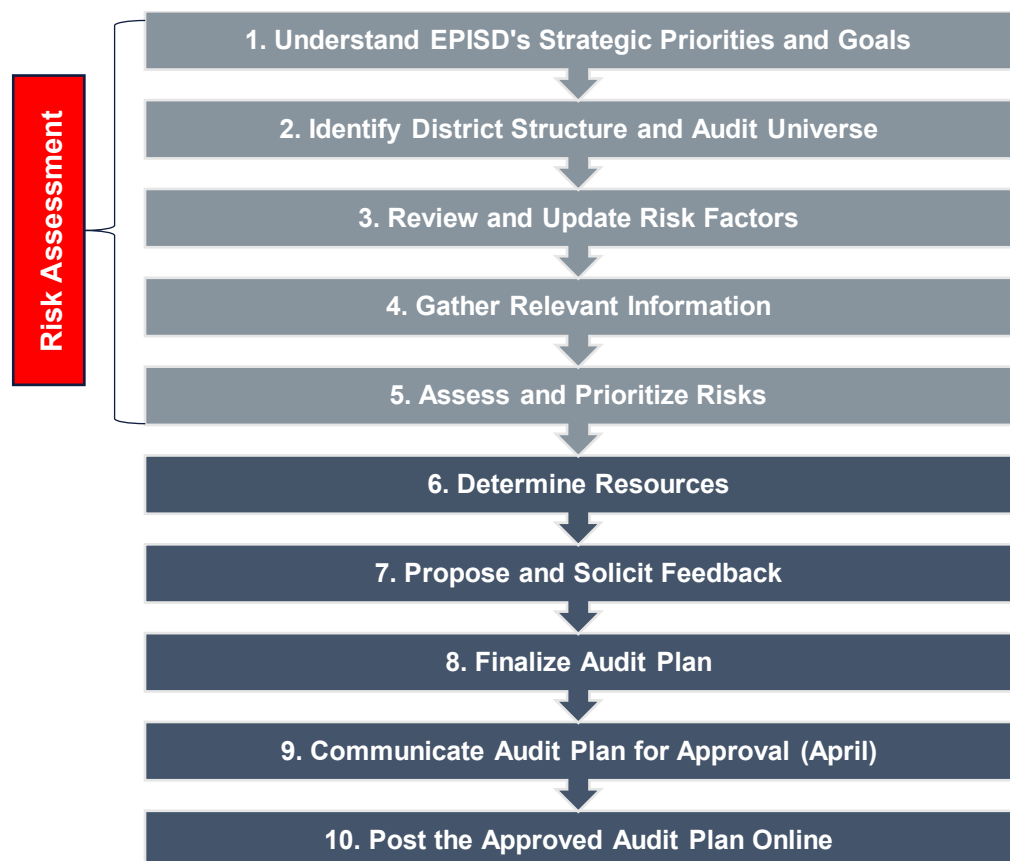 Risk Assessment
1. Understand EPISD's Strategic Priorities and Goals
2. Identify District Structure and Audit Universe
3. Review and Update Risk Factors
4. Gather Relevant Information
5. Assess and Prioritize Risks
6. Determine Resources
7. Propose and Solicit Feedback
8. Finalize Audit Plan
9. Communicate Audit Plan for Approval (April)
10. Post the Approved Audit Plan Online